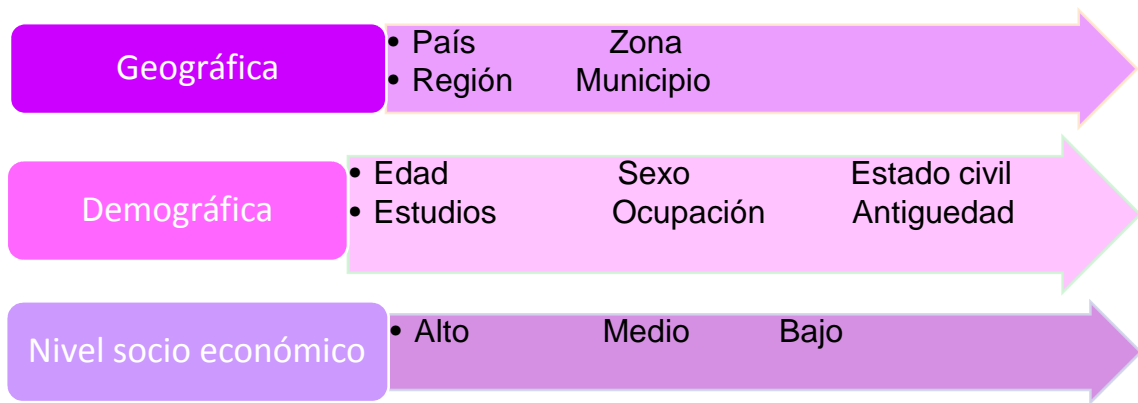 Geográfica
• País Zona
• Región Municipio
Demográfica
• Edad Sexo Estado civil
• Estudios Ocupación Antiguedad
Nivel socio económico
• Alto Medio Bajo